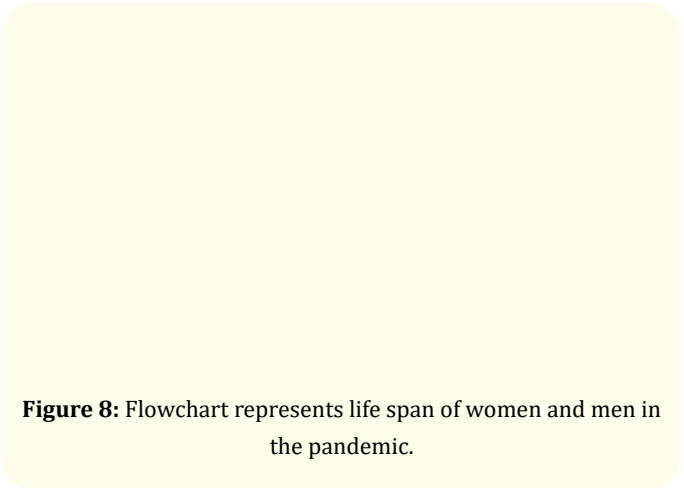 Figure 8: Flowchart represents life span of women and men in
the pandemic.